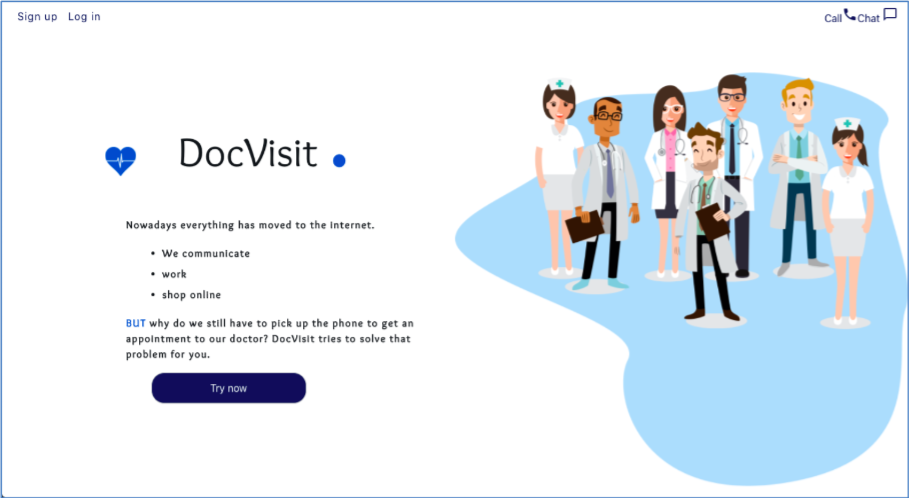 Sign up Log in
Call Chat
DocVisit
Nowadays everything has moved to the internet.
• We communicate
• work
• shop online
BUT why do we still have to pick up the phone to get an
appointment to our doctor? DocVisit tries to solve that
problem for you.
Try now